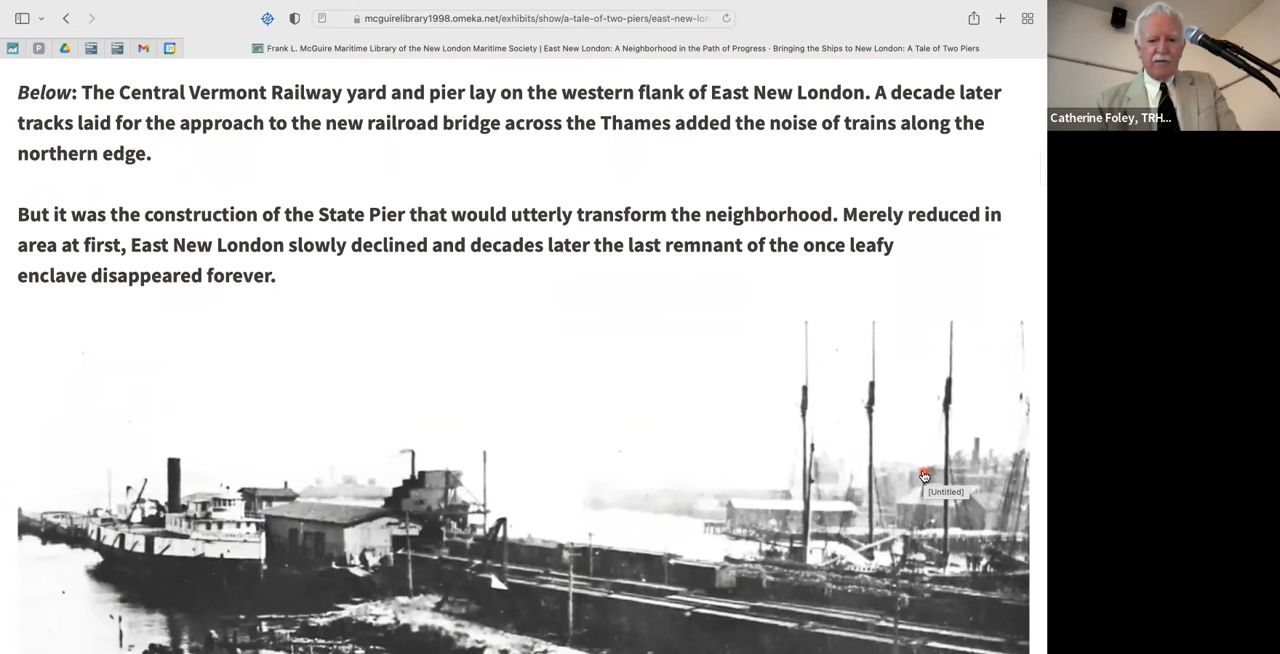 mcguirelibrary1998.omeka.net/exhibits/show/a-tale-of-two-piers/east-new-lon
P
Frank L. McGuire Maritime Library of the New London Maritime Society | East New London: A Neighborhood in the Path of Progress · Bringing the Ships to New London: A Tale of Two Piers
Below: The Central Vermont Railway yard and pier lay on the western flank of East New London. A decade later
tracks laid for the approach to the new railroad bridge across the Thames added the noise of trains along the
northern edge.
But it was the construction of the State Pier that would utterly transform the neighborhood. Merely reduced in
area at first, East New London slowly declined and decades later the last remnant of the once leafy
enclave disappeared forever.
[Untitled]
Catherine Foley, TRH...